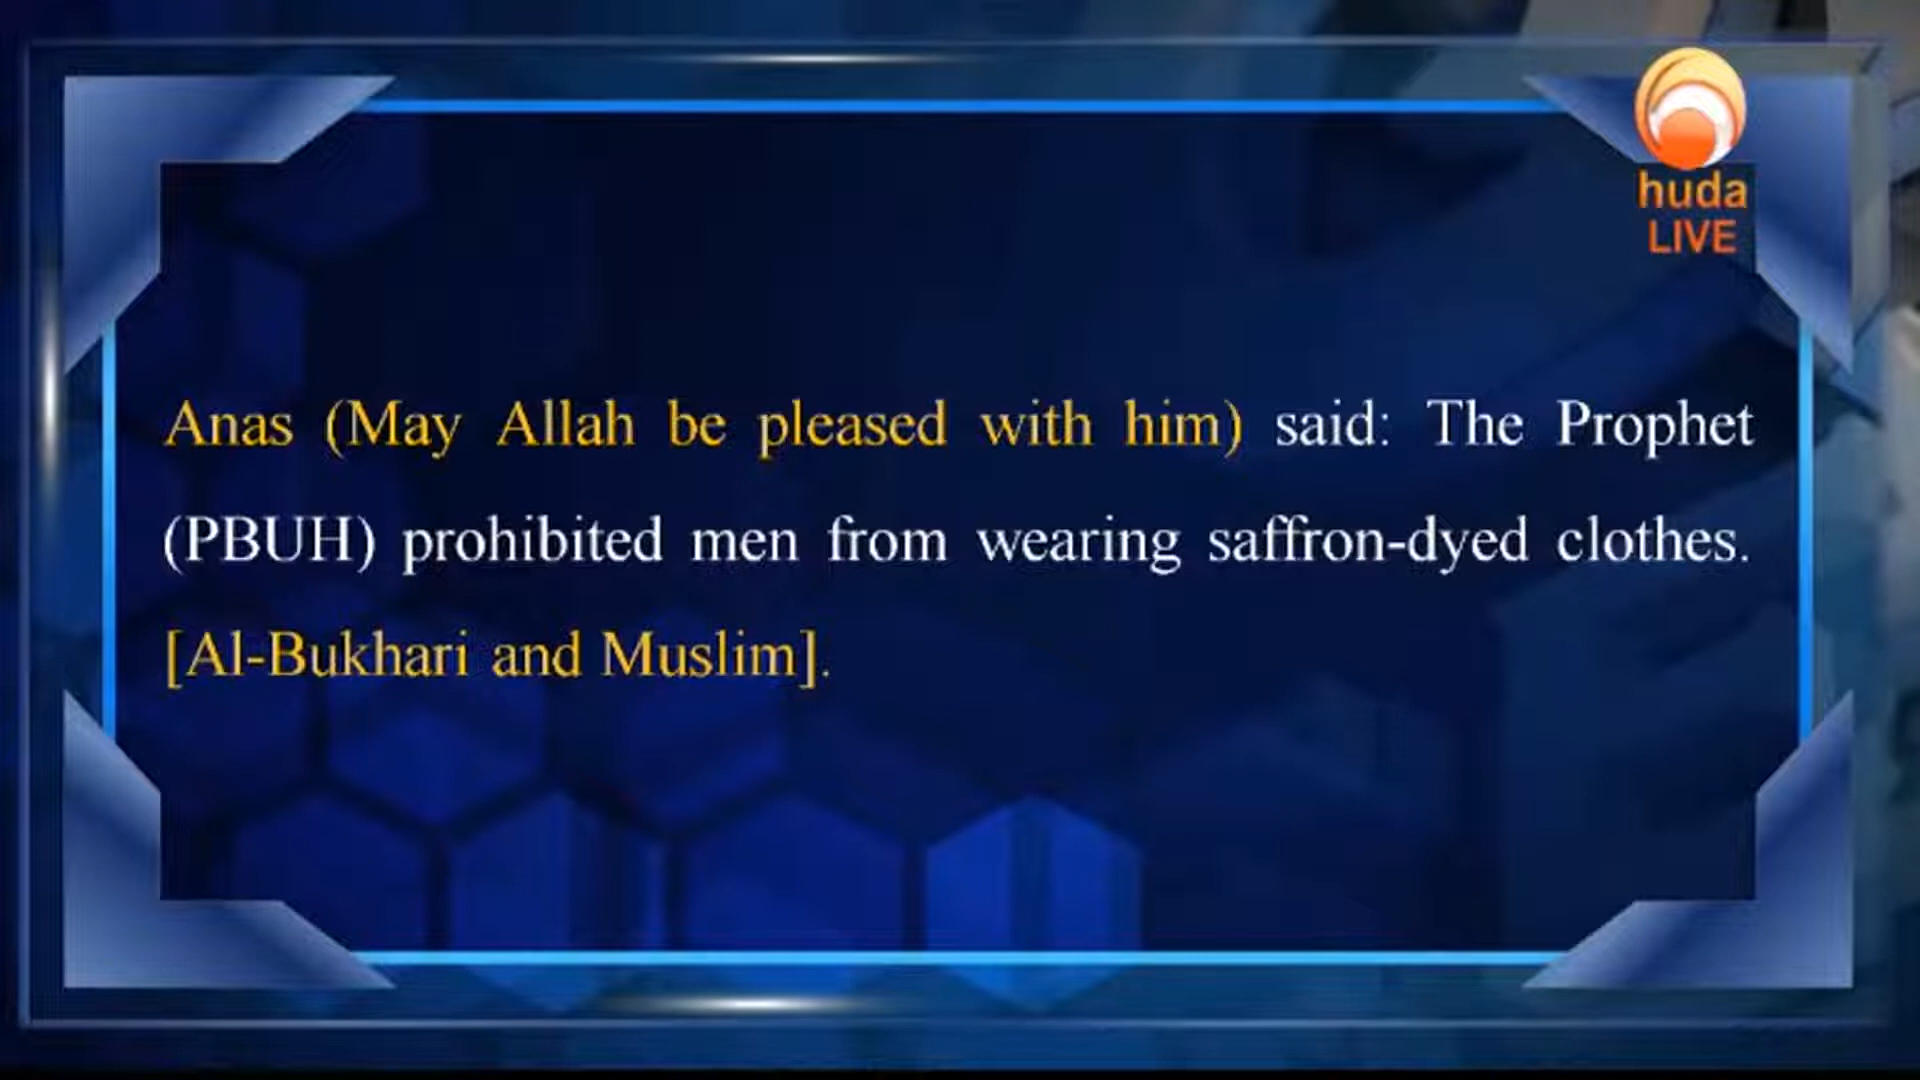 huda
LIVE
Anas (May Allah be pleased with him) said: The Prophet
(PBUH) prohibited men from wearing saffron-dyed clothes.
[Al-Bukhari and Muslim].